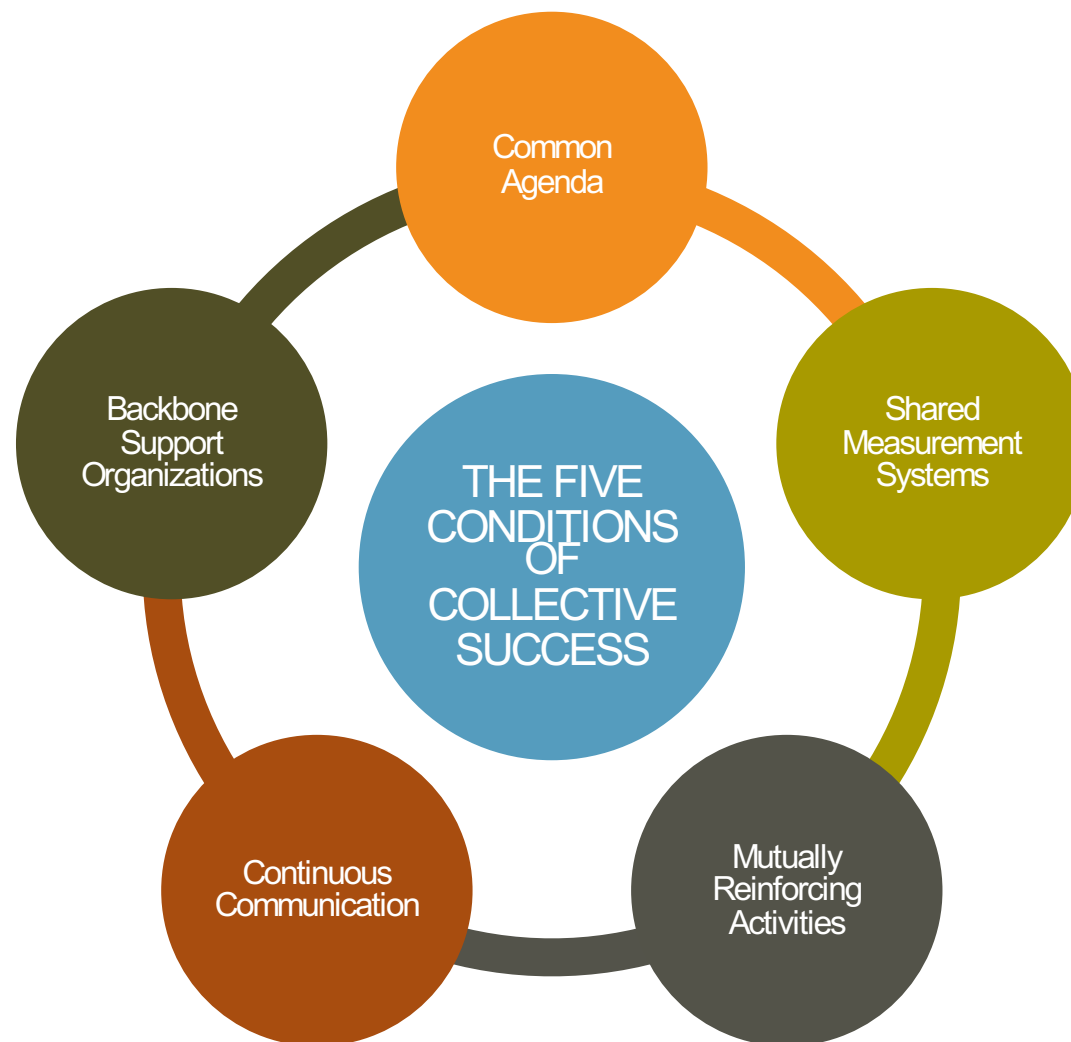 Common
Agenda
Shared
Measurement
Systems
Mutually
Reinforcing
Activities
Continuous
Communication
Backbone
Support
Organizations
THE FIVE
CONDITIONS
OF
COLLECTIVE
SUCCESS